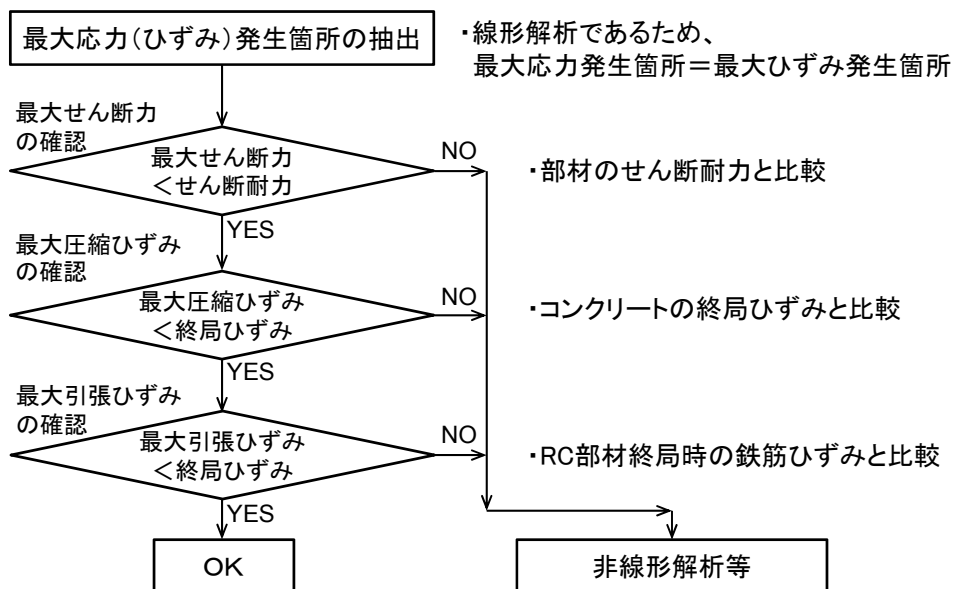 最大応力(ひずみ)発生箇所の抽出
・線形解析であるため、
最大応力発生箇所=最大ひずみ発生箇所
最大せん断力
の確認
最大せん断力
<せん断耐力
NO
・部材のせん断耐力と比較
YES
最大圧縮ひずみ
の確認
最大圧縮ひずみ
<終局ひずみ
NO
・コンクリートの終局ひずみと比較
YES
最大引張ひずみ
の確認
最大引張ひずみ
<終局ひずみ
NO
・RC部材終局時の鉄筋ひずみと比較
YES
OK
非線形解析等